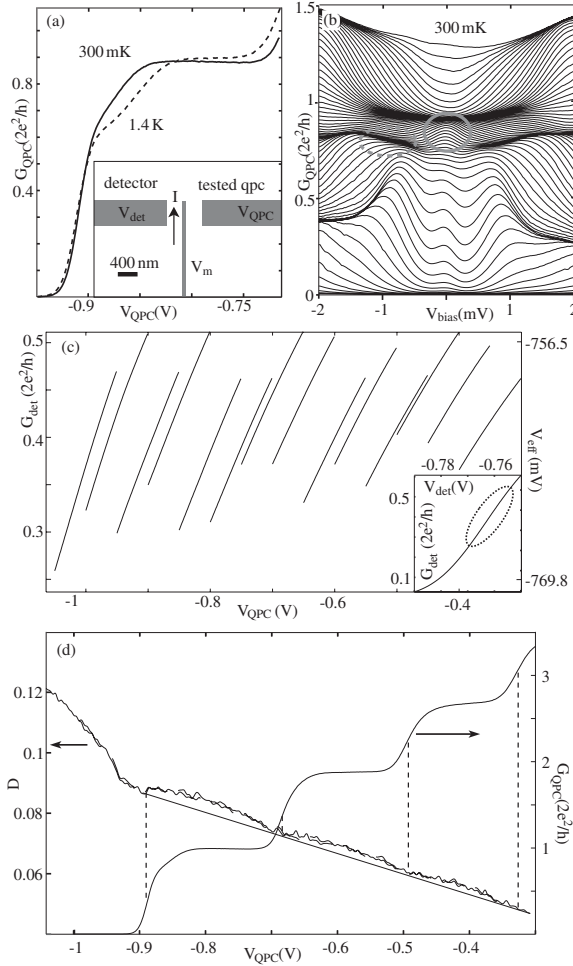 (a)
300 mK
1.4 K
G_QPC(2e²/h)
0.8
0.4
0
detector
I
tested qpc
V_det
V_QPC
400 nm
V_m
-0.9
-0.75
V_QPC(V)
(b)
300 mK
G_QPC(2e²/h)
1.5
1
0.5
0
-2
-1
1
2
V_bias(mV)
(c)
G_det (2e²/h)
0.5
0.4
0.3
-756.5
V_eff (mV)
-769.8
-0.78
-0.76
V_det(V)
G_det (2e²/h)
0.5
0.1
-1
-0.8
-0.6
-0.4
V_QPC (V)
(d)
D
0.12
0.1
0.08
0.06
3
2
1
0
G_QPC(2e²/h)
-1
-0.9
-0.8
-0.7
-0.6
-0.5
-0.4
V_QPC(V)